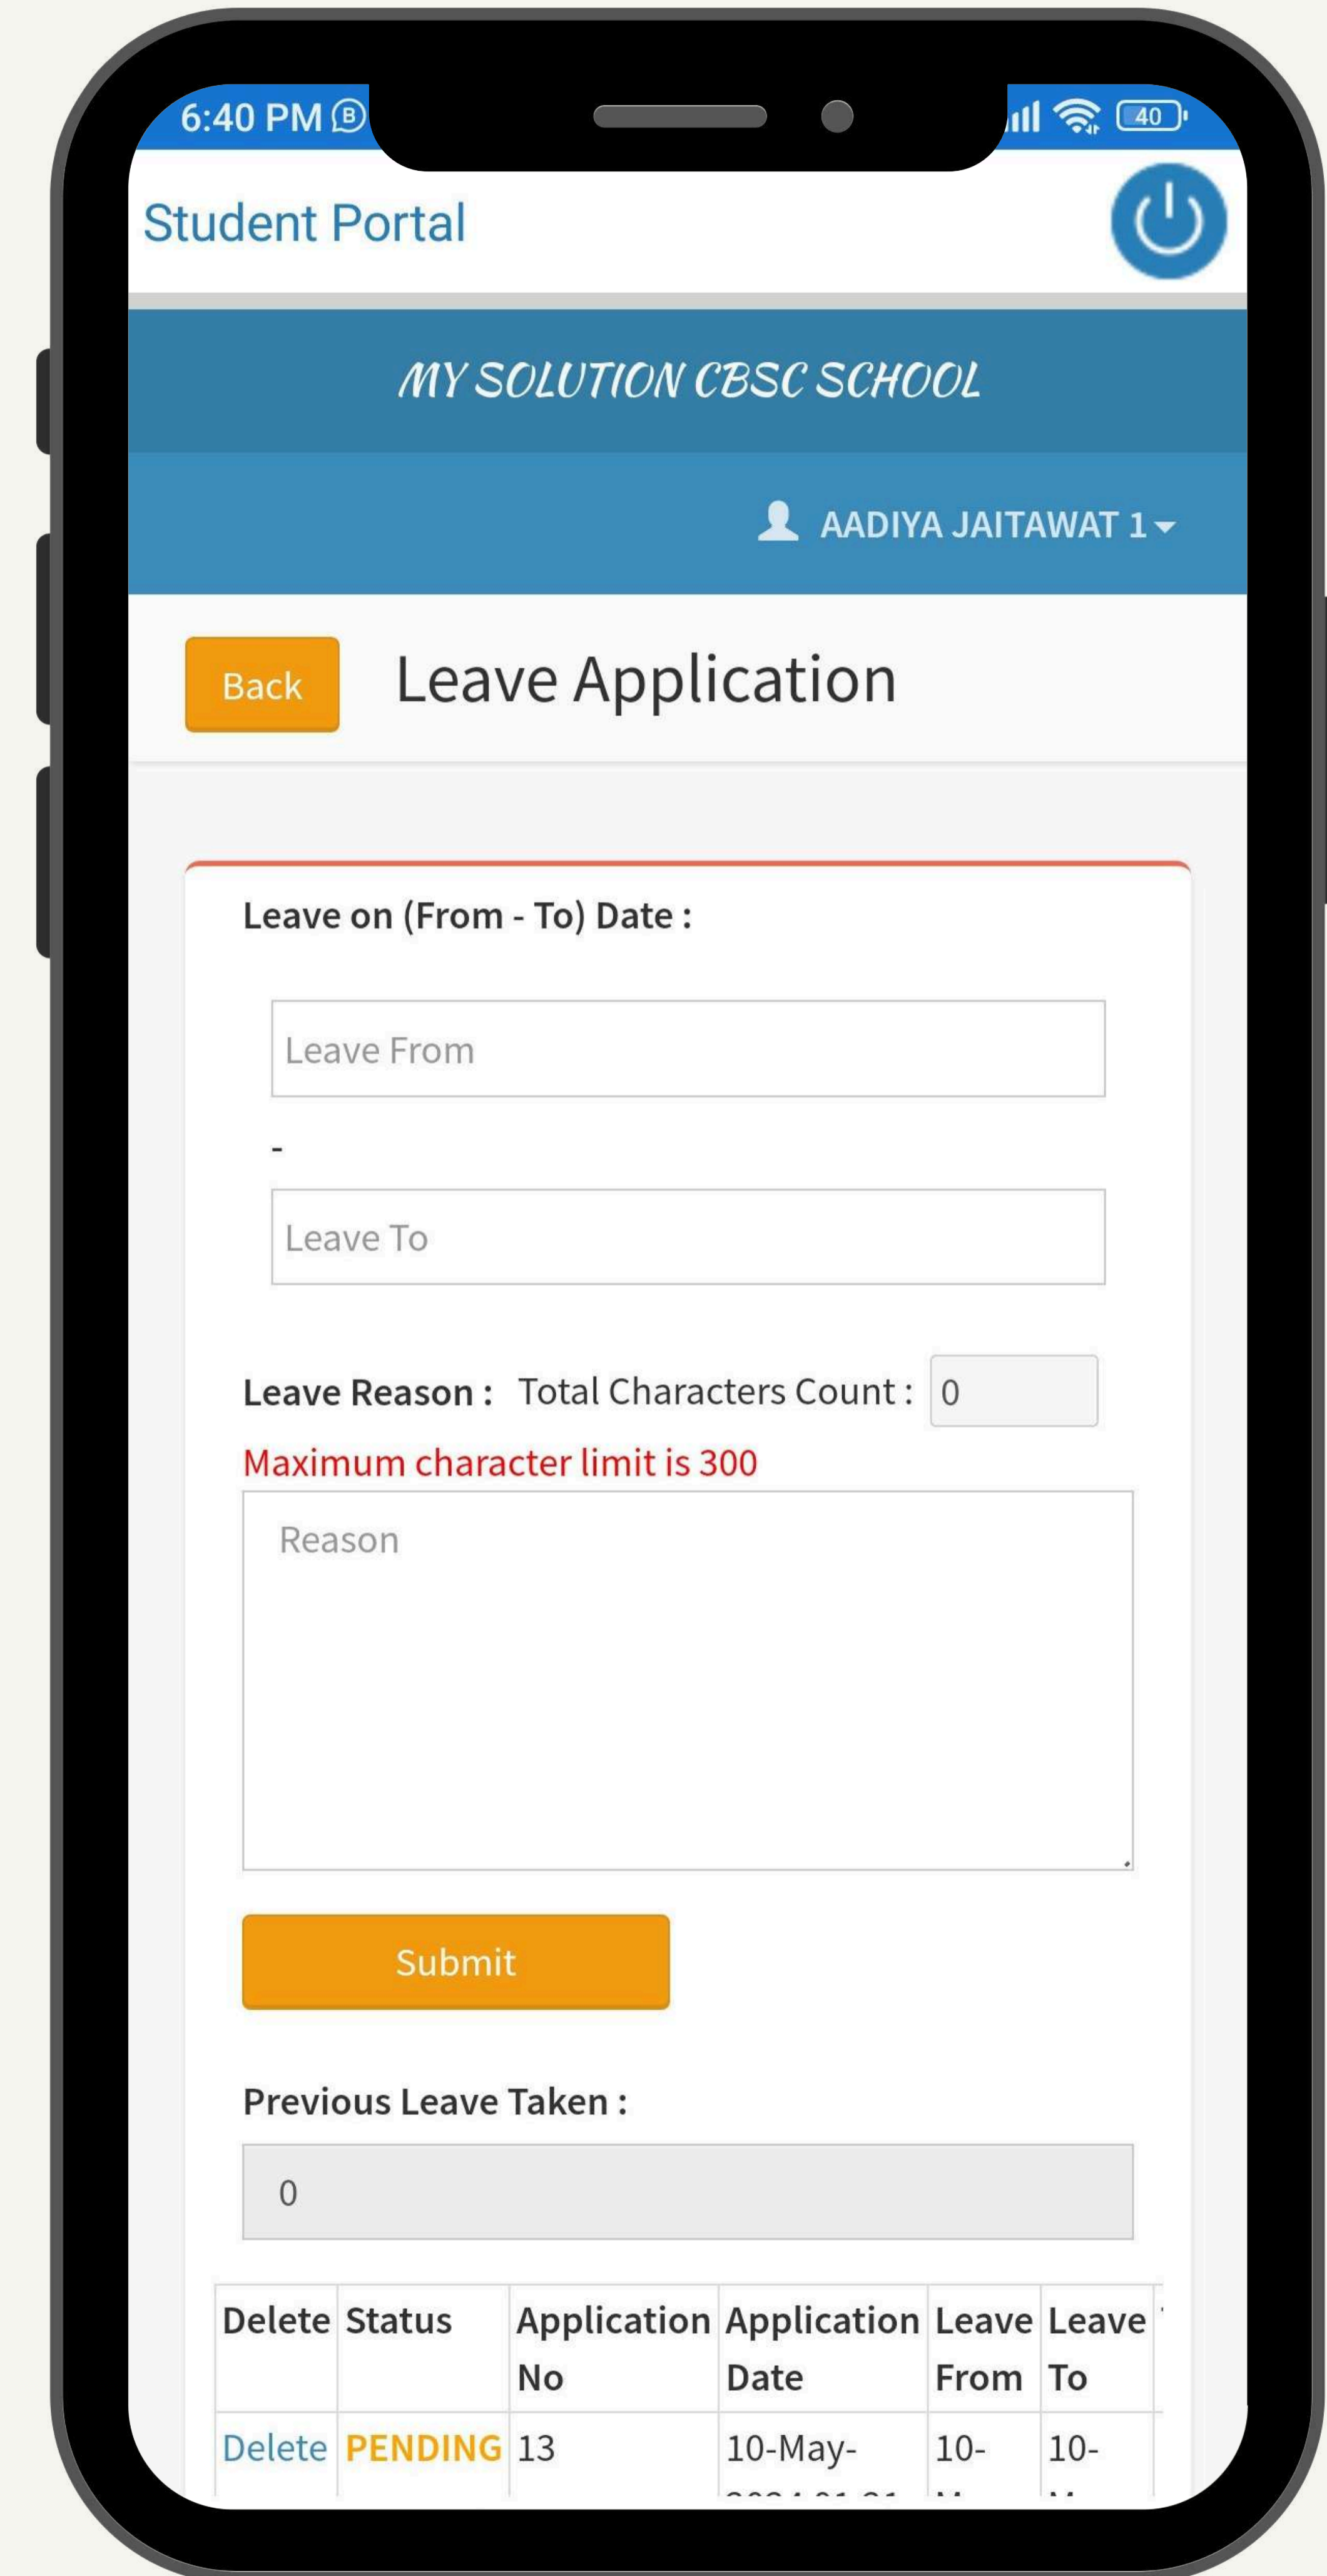 6:40 PM B 40
Student Portal
MY SOLUTION CBSC SCHOOL
AADIYA JAITAWAT 1
Back Leave Application
Leave on (From - To) Date :
Leave From
-
Leave To
Leave Reason : Total Characters Count : 0
Maximum character limit is 300
Reason
Submit
Previous Leave Taken :
0
Delete Status Application Application Leave Leave
No Date From To
Delete PENDING 13 10-May- 10- 10-